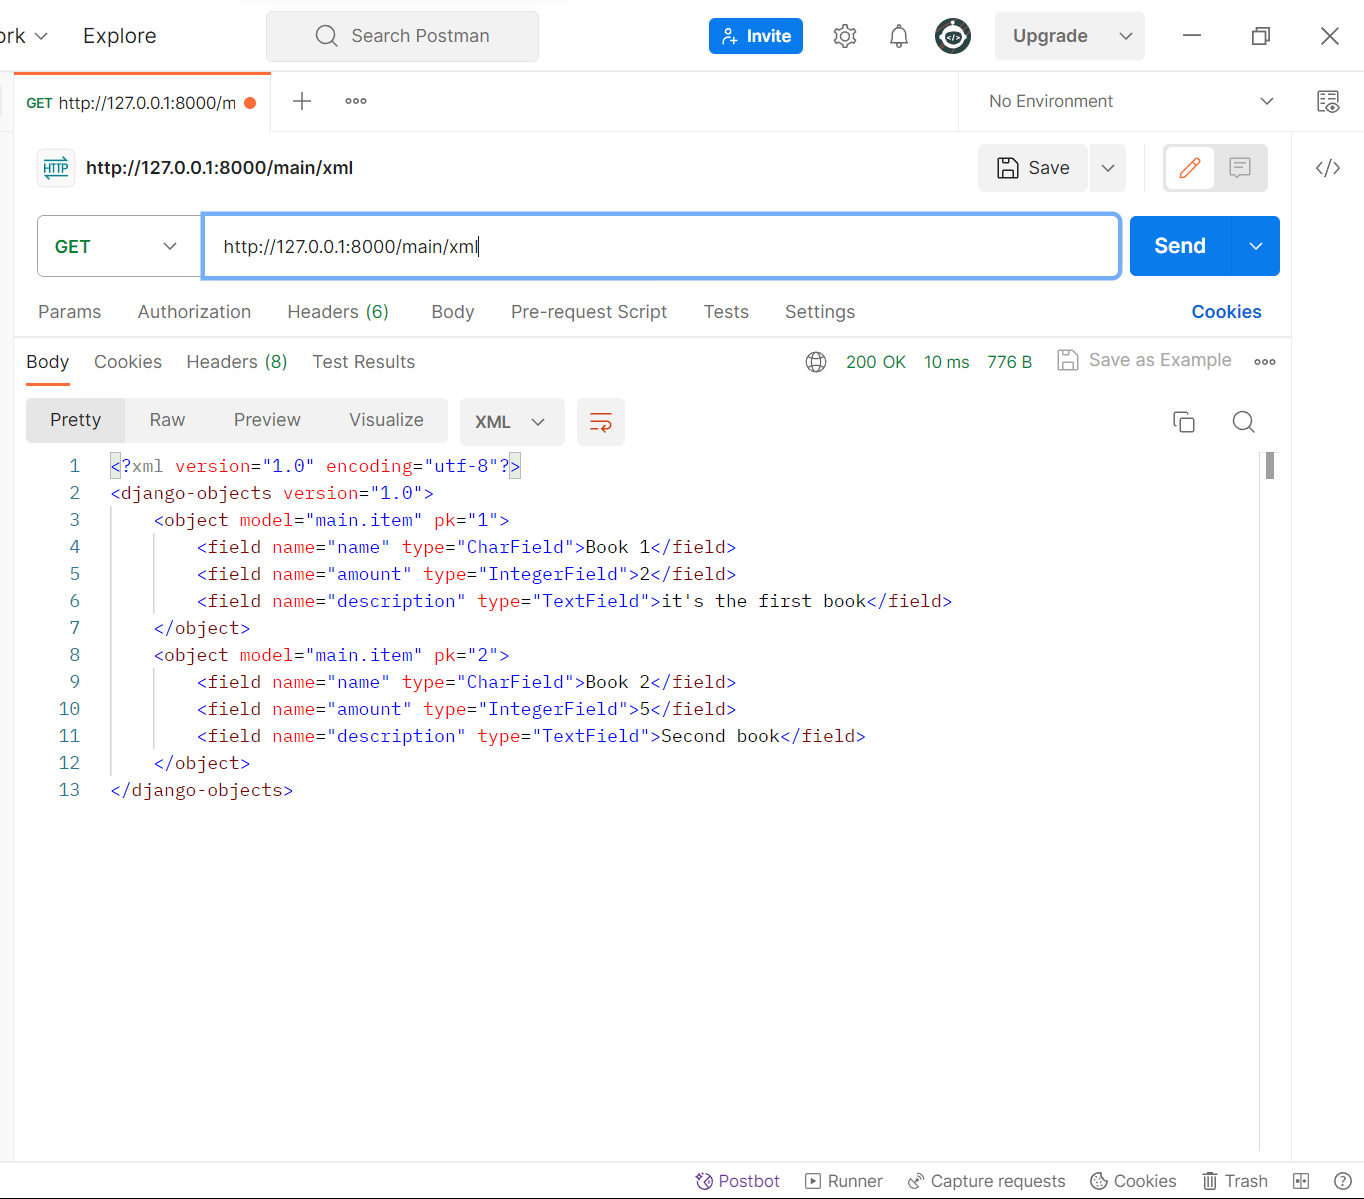 ork Explore Search Postman Invite Upgrade
GET http://127.0.0.1:8000/m No Environment
HTTP http://127.0.0.1:8000/main/xml Save
GET http://127.0.0.1:8000/main/xml Send
Params Authorization Headers (6) Body Pre-request Script Tests Settings Cookies
Body Cookies Headers (8) Test Results 200 OK 10 ms 776 B Save as Example
Pretty Raw Preview Visualize XML
1 <?xml version="1.0" encoding="utf-8"?>
2 <django-objects version="1.0">
3 <object model="main.item" pk="1">
4 <field name="name" type="CharField">Book 1</field>
5 <field name="amount" type="IntegerField">2</field>
6 <field name="description" type="TextField">it's the first book</field>
7 </object>
8 <object model="main.item" pk="2">
9 <field name="name" type="CharField">Book 2</field>
10 <field name="amount" type="IntegerField">5</field>
11 <field name="description" type="TextField">Second book</field>
12 </object>
13 </django-objects>
Postbot Runner Capture requests Cookies Trash